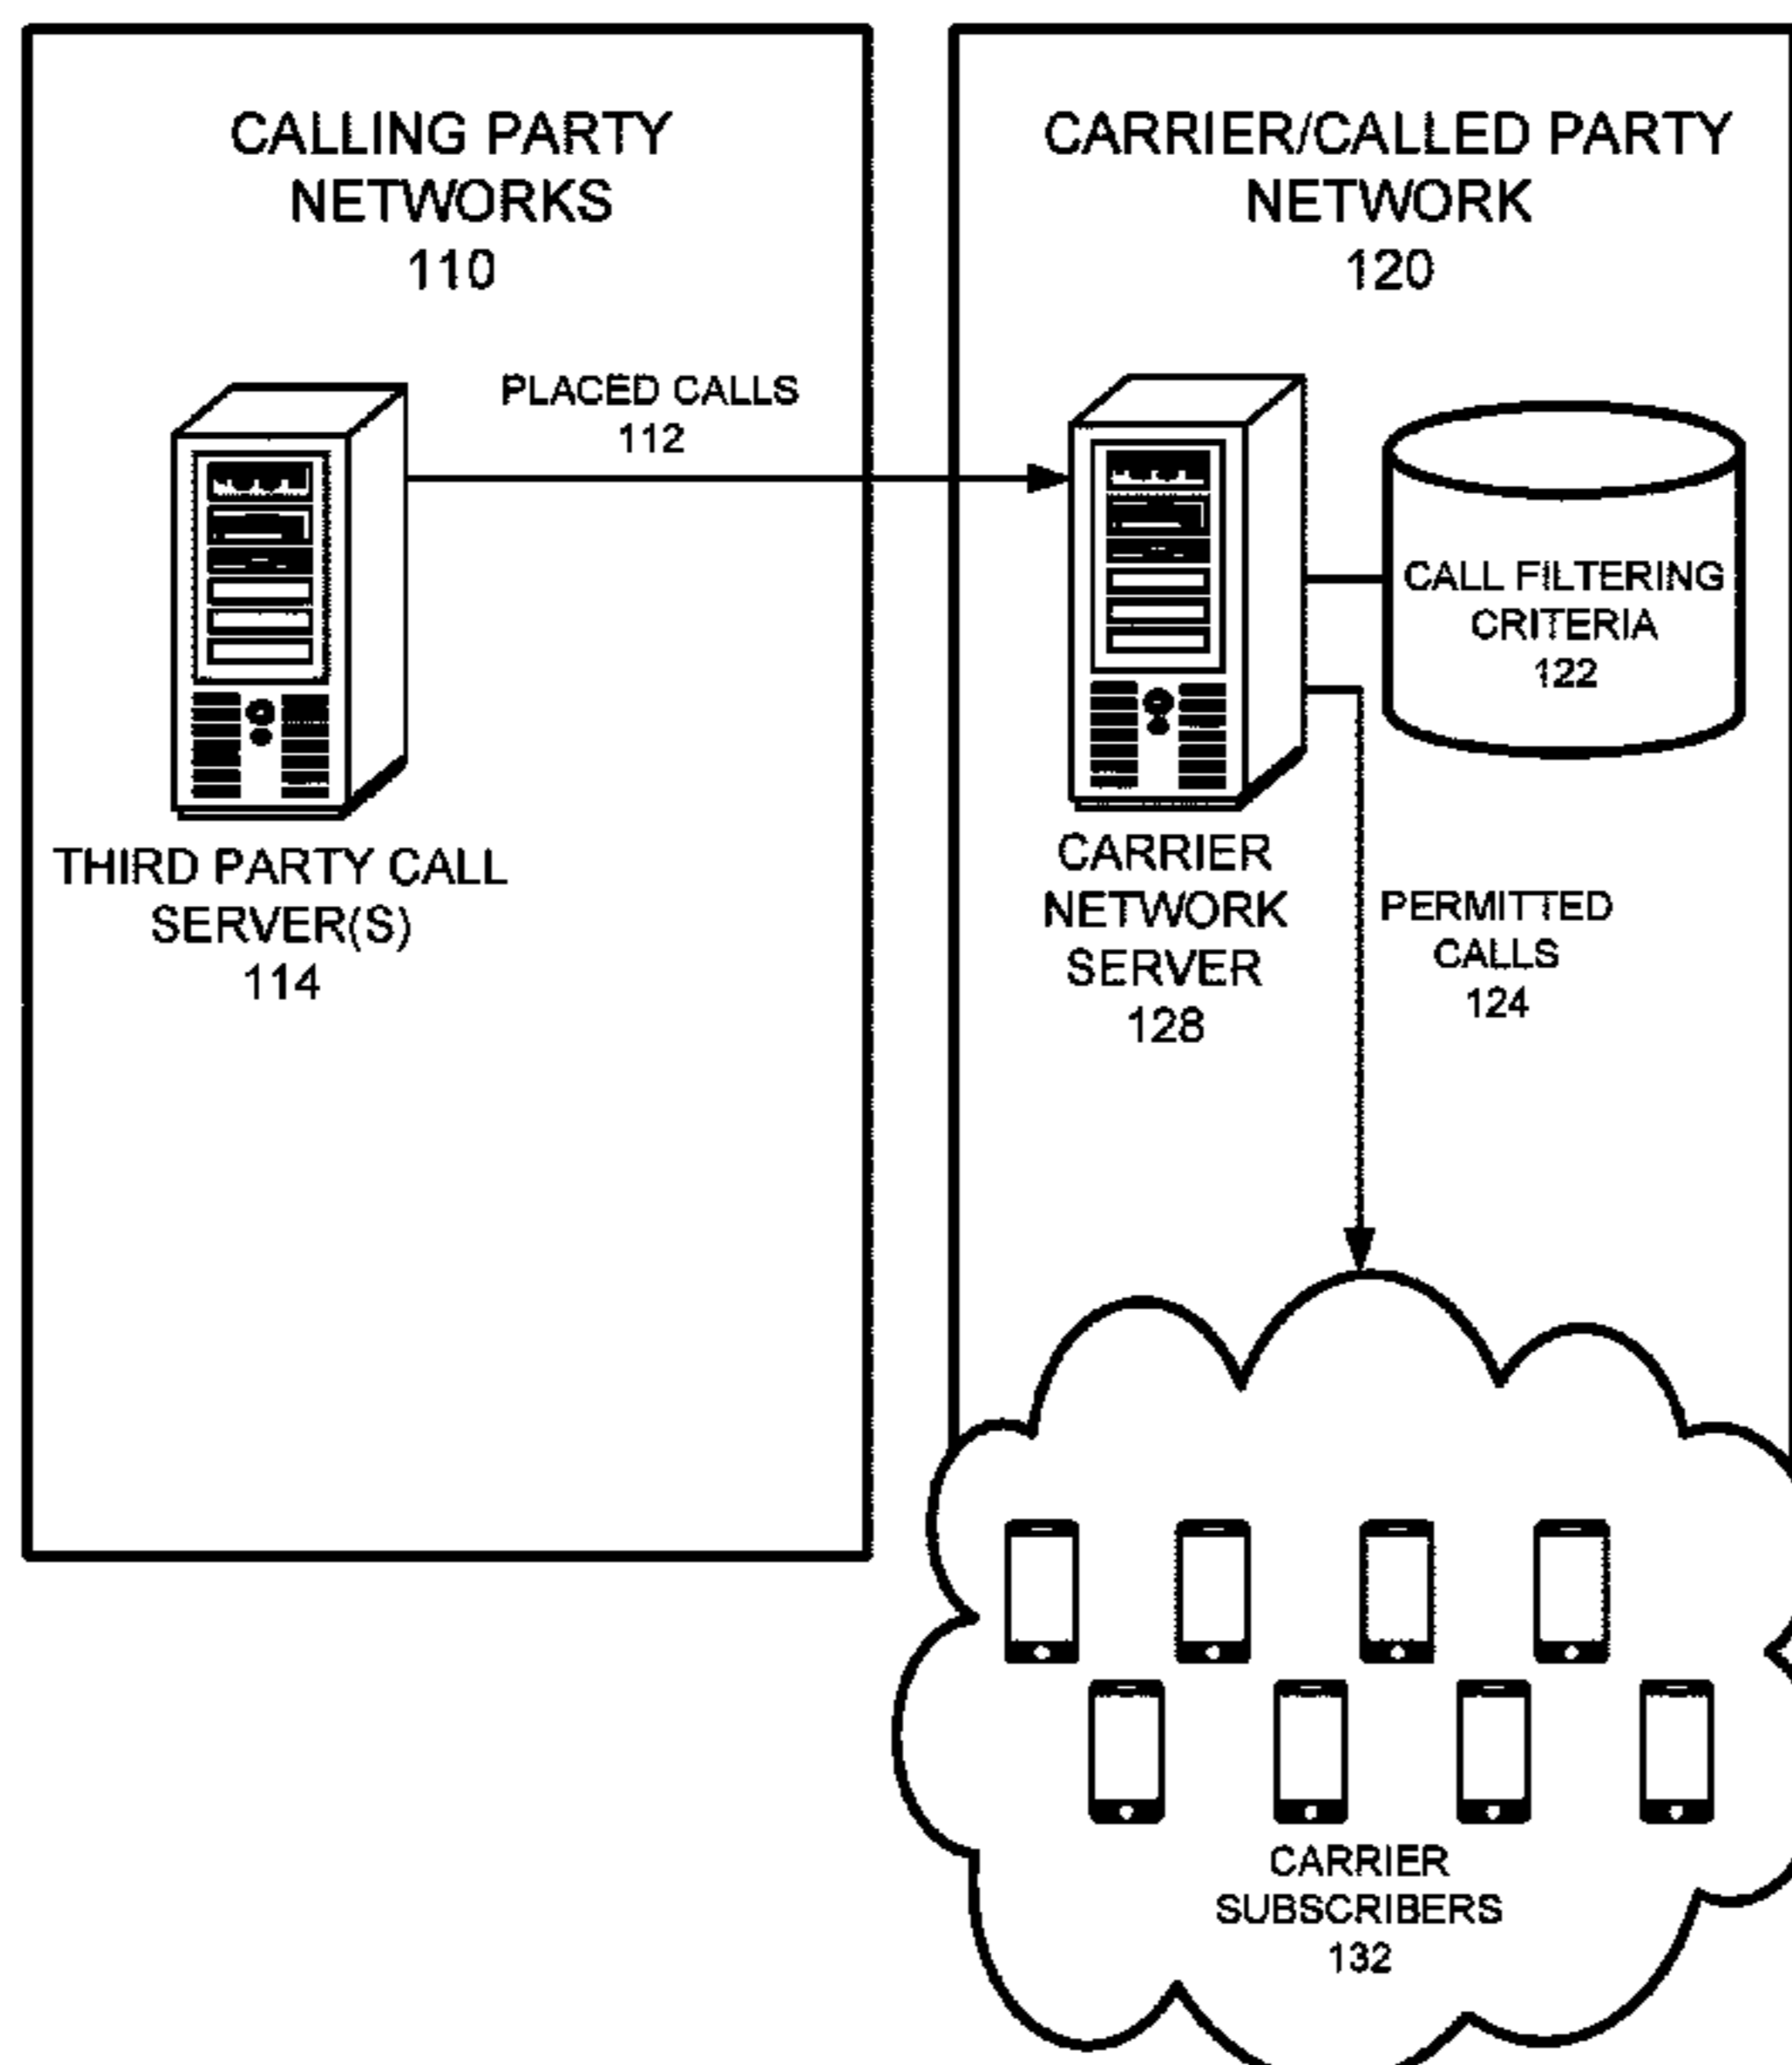 CALLING PARTY
NETWORKS
110
CARRIER/CALLED PARTY
NETWORK
120
PLACED CALLS
112
CALL FILTERING
CRITERIA
122
THIRD PARTY CALL
SERVER(S)
114
CARRIER
NETWORK
SERVER
128
PERMITTED
CALLS
124
CARRIER
SUBSCRIBERS
132